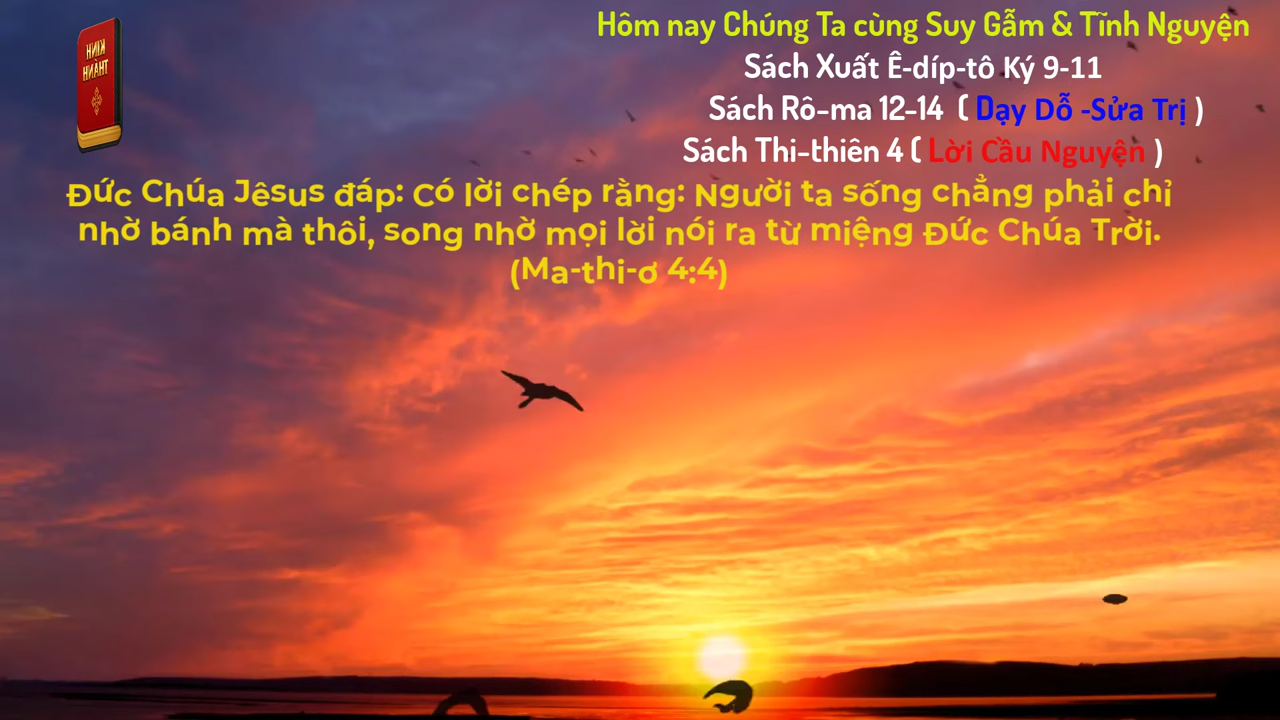 KINH
THÁNH
Hôm nay Chúng Ta cùng Suy Gẫm & Tĩnh Nguyện
Sách Xuất Ê-díp-tô Ký 9-11
Sách Rô-ma 12-14 ( Dạy Dỗ -Sửa Trị )
Sách Thi-thiên 4 ( Lời Cầu Nguyện )
Đức Chúa Jêsus đáp: Có lời chép rằng: Người ta sống chẳng phải chỉ
nhờ bánh mà thôi, song nhờ mọi lời nói ra từ miệng Đức Chúa Trời.
(Ma-thi-ơ 4:4)